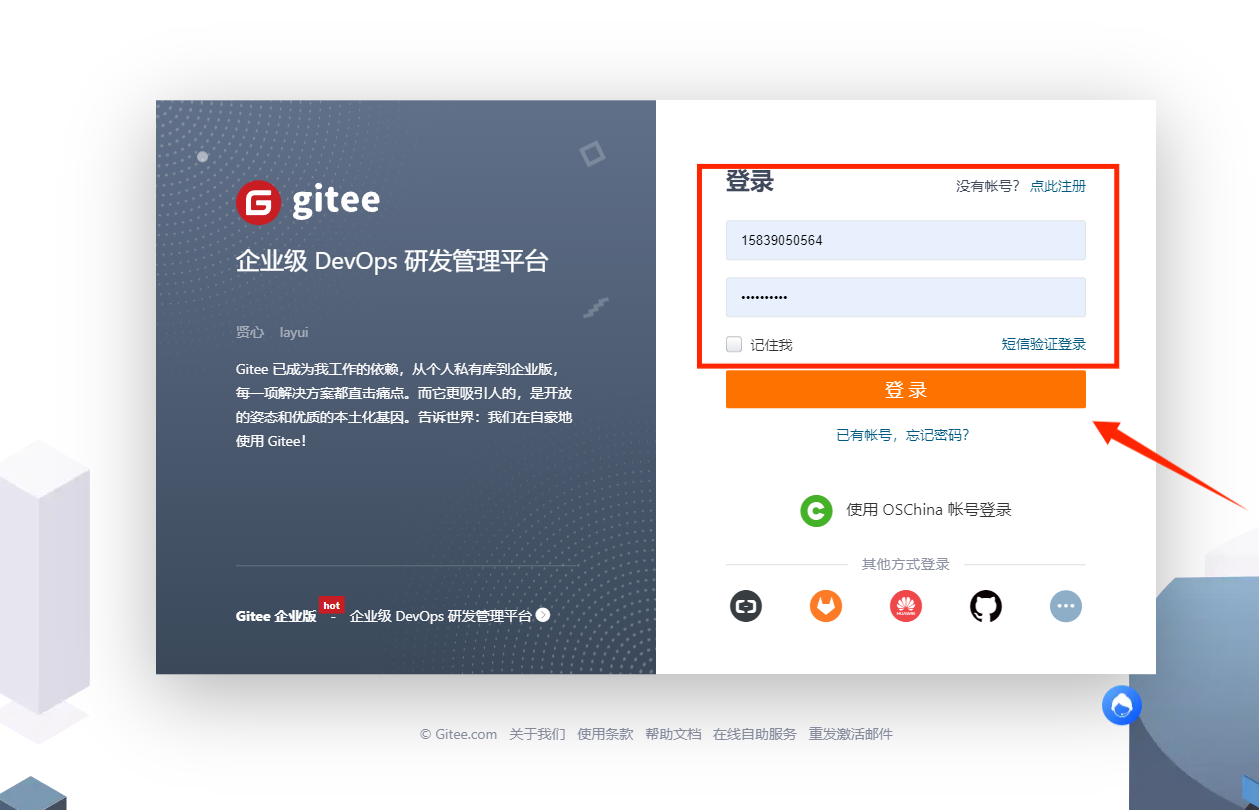 gitee
企业级 DevOps 研发管理平台
贤心 layui
Gitee 已成为我工作的依赖，从个人私有库到企业版，
每一项解决方案都直击痛点。而它更吸引人的，是开放
的姿态和优质的本土化基因。告诉世界：我们在自豪地
使用 Gitee！
Gitee 企业版 hot - 企业级 DevOps 研发管理平台
登录 没有帐号？ 点此注册
15839050564
••••••••••
记住我 短信验证登录
登 录
已有帐号，忘记密码？
使用 OSChina 帐号登录
其他方式登录
HUAWEI
© Gitee.com 关于我们 使用条款 帮助文档 在线自助服务 重发激活邮件